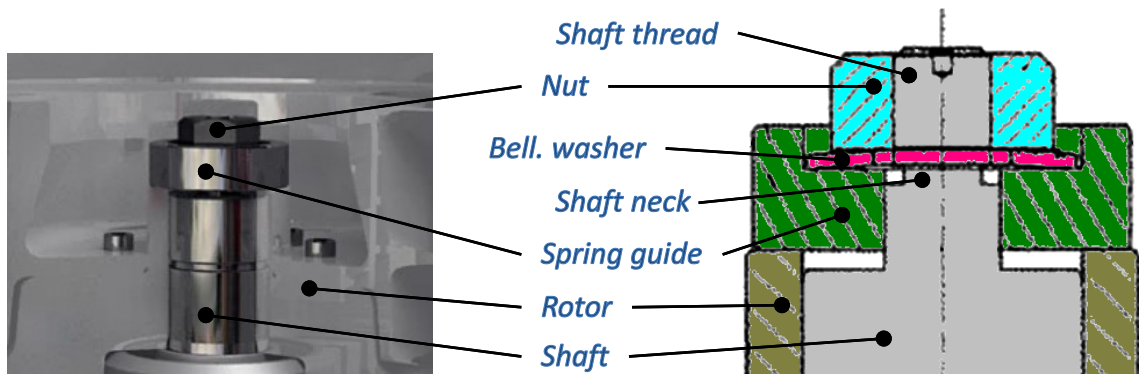 Shaft thread
Nut
Bell. washer
Shaft neck
Spring guide
Rotor
Shaft